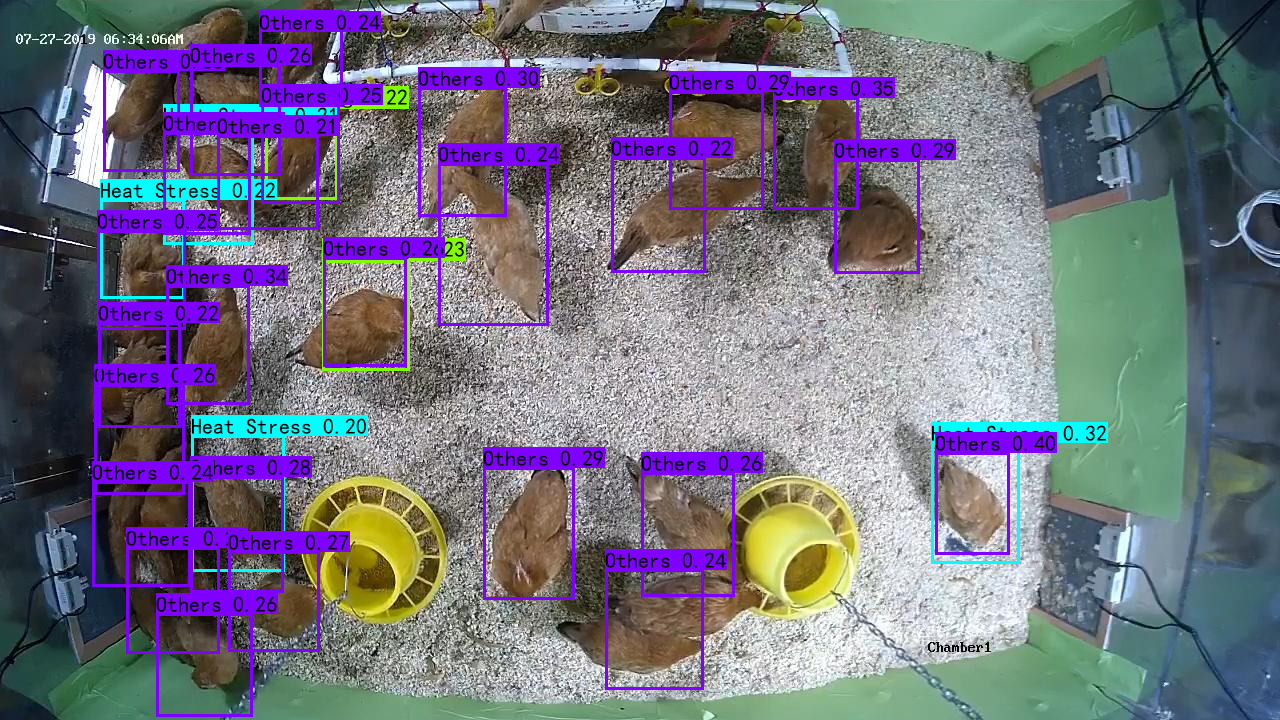 Others 0.24
07-27-2019 06:34:06AM
Others 0.26
Others 0.30
Others 0.29
Others 0.35
Others 0.25
22
Others 0.21
Others 0.24
Others 0.22
Others 0.29
Heat Stress 0.22
Others 0.25
Others 0.26
23
Others 0.34
Others 0.22
Others 0.26
Heat Stress 0.20
Heat Stress 0.32
Others 0.40
Others 0.29
Others 0.26
Others 0.24
Others 0.28
Others 0.27
Others 0.24
Others 0.26
Chamber1